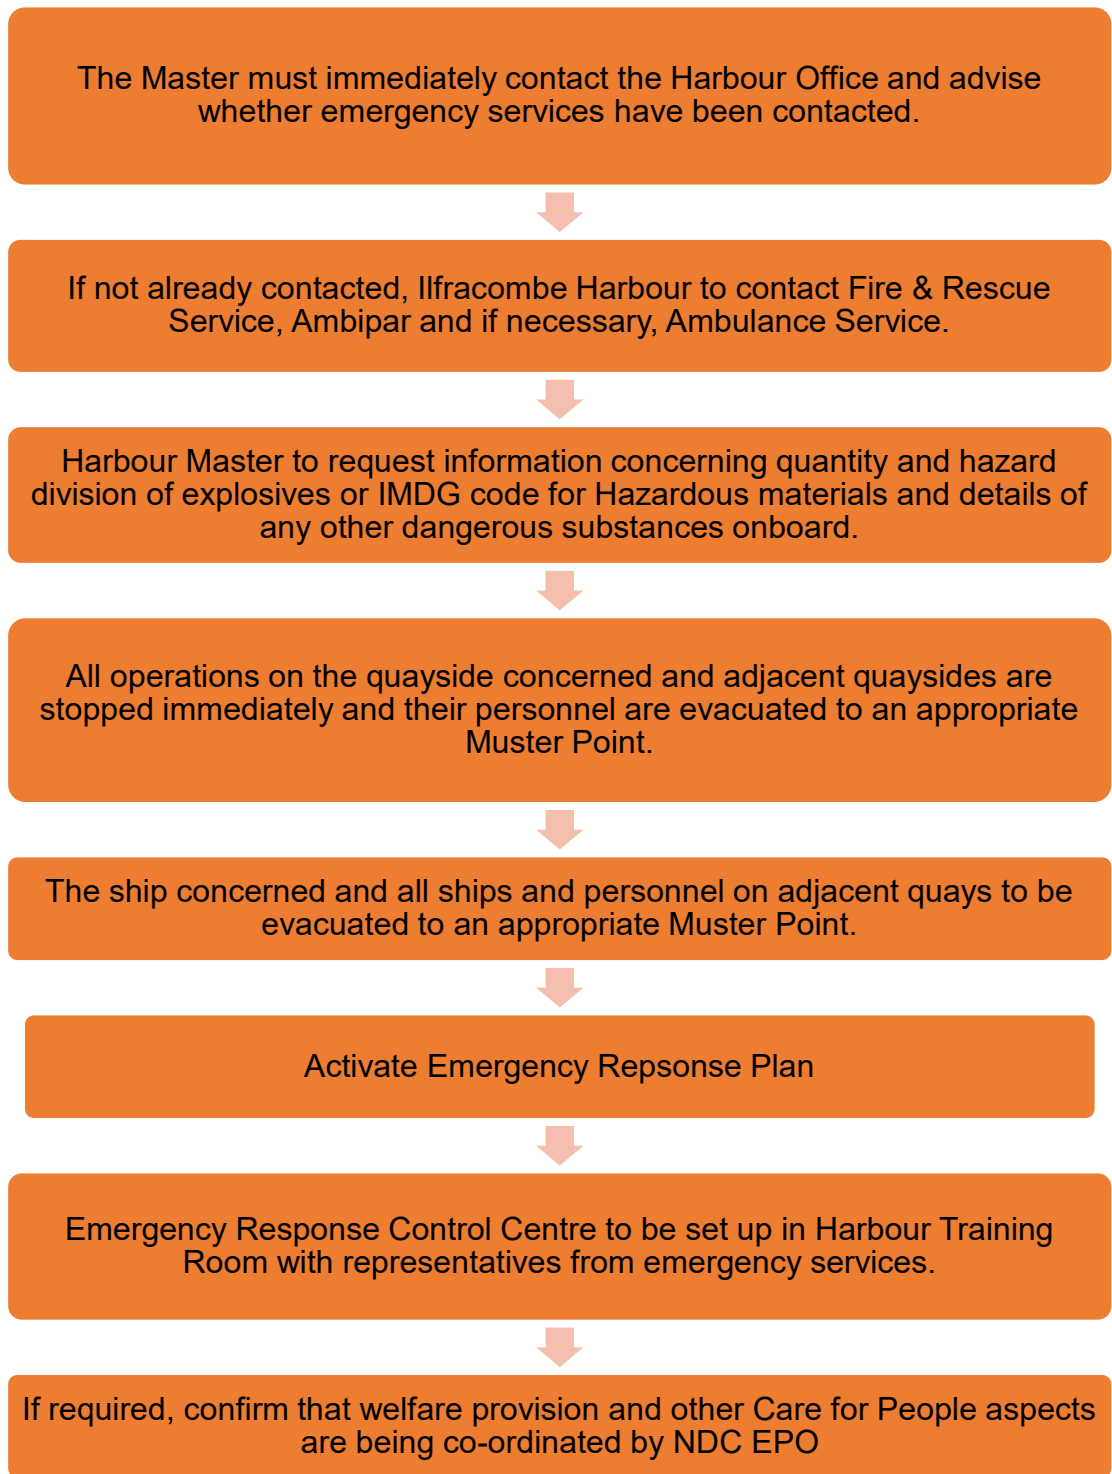 The Master must immediately contact the Harbour Office and advise
whether emergency services have been contacted.
If not already contacted, Ilfracombe Harbour to contact Fire & Rescue
Service, Ambipar and if necessary, Ambulance Service.
Harbour Master to request information concerning quantity and hazard
division of explosives or IMDG code for Hazardous materials and details of
any other dangerous substances onboard.
All operations on the quayside concerned and adjacent quaysides are
stopped immediately and their personnel are evacuated to an appropriate
Muster Point.
The ship concerned and all ships and personnel on adjacent quays to be
evacuated to an appropriate Muster Point.
Activate Emergency Repsonse Plan
Emergency Response Control Centre to be set up in Harbour Training
Room with representatives from emergency services.
If required, confirm that welfare provision and other Care for People aspects
are being co-ordinated by NDC EPO